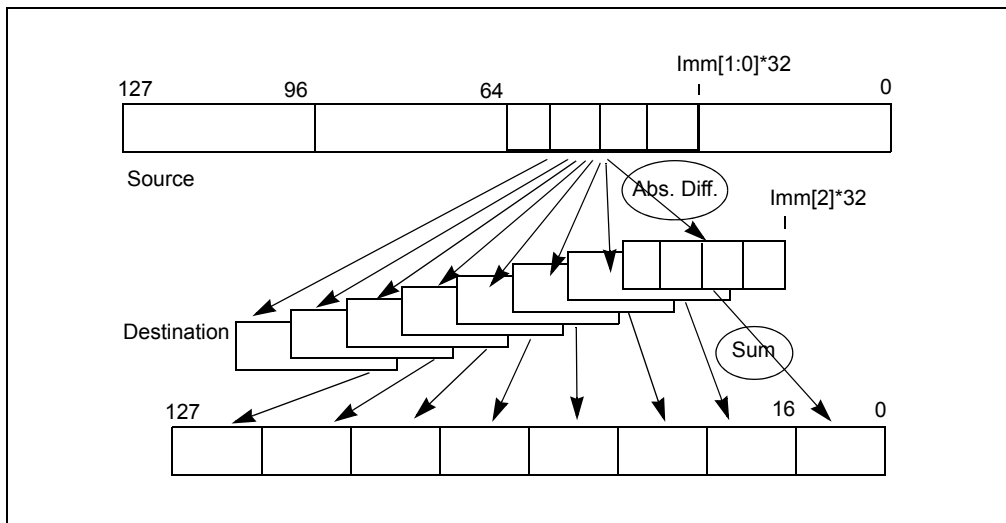 Imm[1:0]*32
127 96 64 0
Source
Abs. Diff.
Imm[2]*32
Destination
Sum
127 16 0